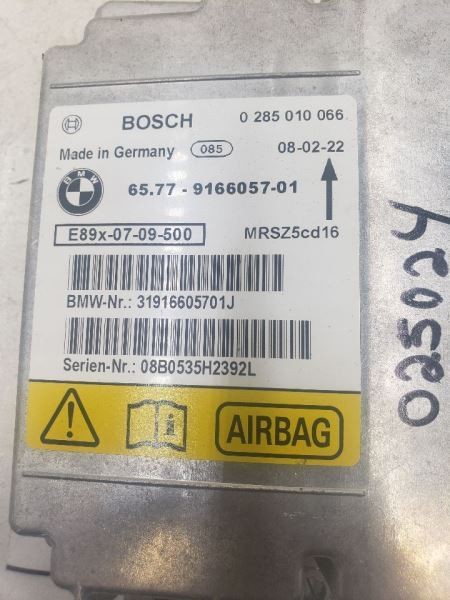 BOSCH 0 285 010 066
Made in Germany 085 08-02-22
BMW 65.77 - 9166057-01
E89x-07-09-500 MRSZ5cd16
BMW-Nr.: 31916605701J
Serien-Nr.: 08B0535H2392L
! i AIRBAG
025024